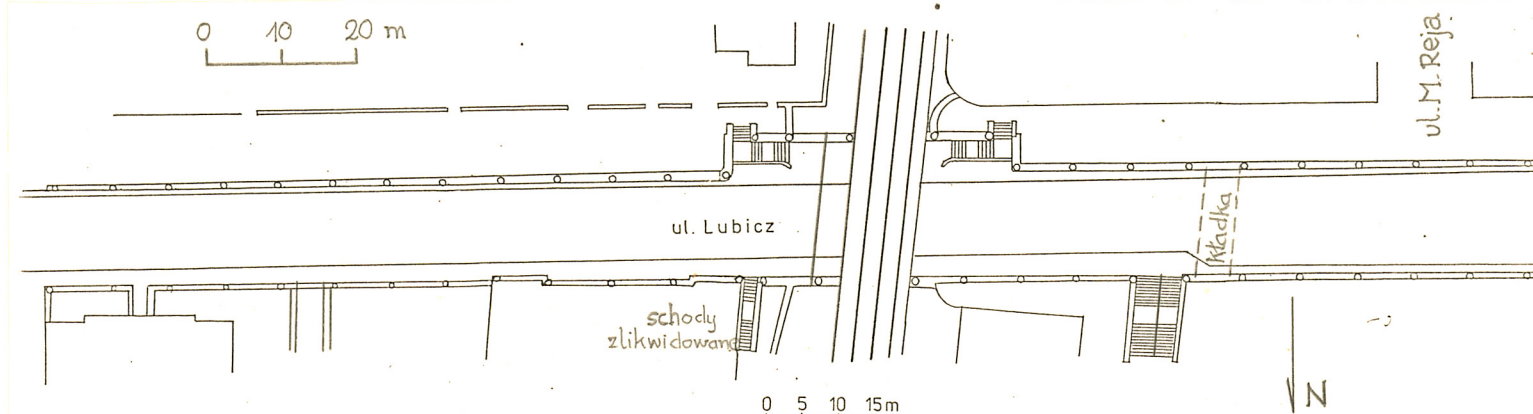 0 10 20 m
ul. M. Reja
ul. Lubicz
Kładka
schody
zlikwidowane
0 5 10 15m
N